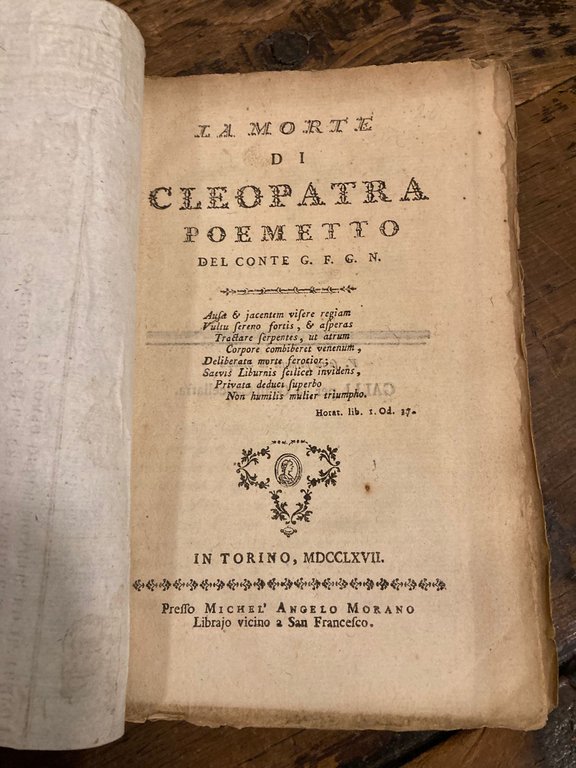 LA MORTE
DI
CLEOPATRA
POEMETTO
DEL CONTE G. F. G. N.
Ausa & jacentem visere regiam
Vultu sereno fortis, & asperas
Tractare serpentes, ut atrum
Corpore combiberet venenum,
Deliberata morte ferocior;
Saevis Liburnis scilicet invidens,
Privata deduci superbo
Non humilis mulier triumpho.
Horat. lib. 1. Od. 37.
IN TORINO, MDCCLXVII.
Presso MICHEL' ANGELO MORANO
Librajo vicino a San Francesco.